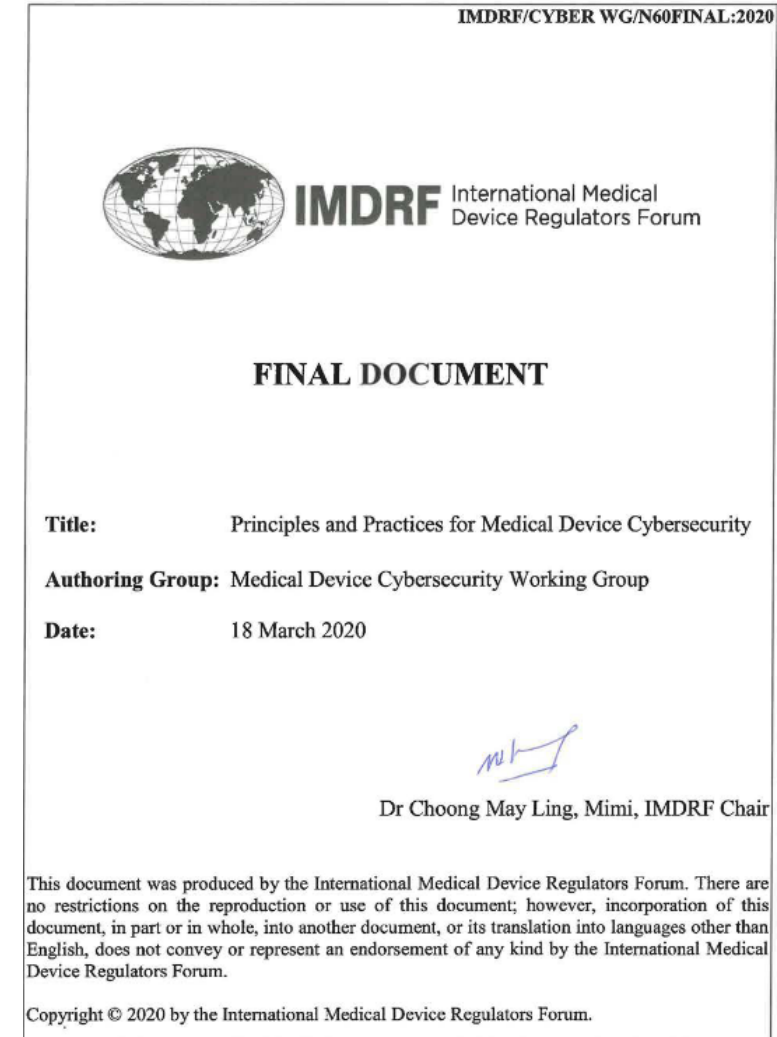 IMDRF/CYBER WG/N60FINAL:2020
IMDRF International Medical
Device Regulators Forum
FINAL DOCUMENT
Title: Principles and Practices for Medical Device Cybersecurity
Authoring Group: Medical Device Cybersecurity Working Group
Date: 18 March 2020
Dr Choong May Ling, Mimi, IMDRF Chair
This document was produced by the International Medical Device Regulators Forum. There are
no restrictions on the reproduction or use of this document; however, incorporation of this
document, in part or in whole, into another document, or its translation into languages other than
English, does not convey or represent an endorsement of any kind by the International Medical
Device Regulators Forum.
Copyright © 2020 by the International Medical Device Regulators Forum.